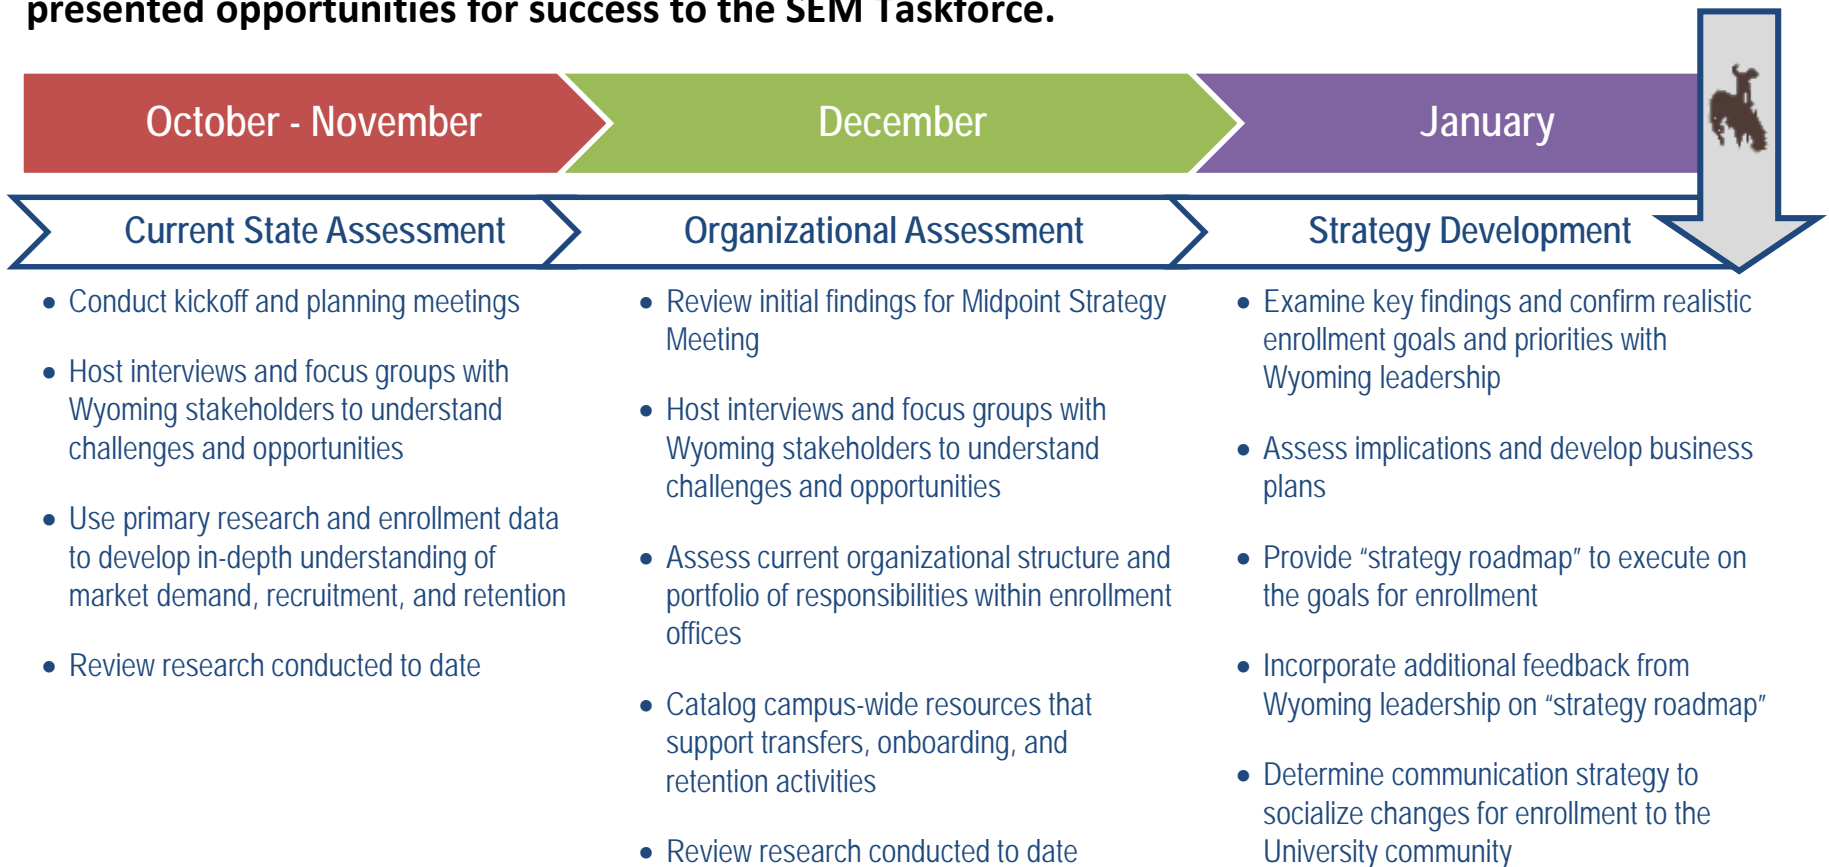 presented opportunities for success to the SEM Taskforce.
October - November
December
January
Current State Assessment
Organizational Assessment
Strategy Development
• Conduct kickoff and planning meetings
• Host interviews and focus groups with
Wyoming stakeholders to understand
challenges and opportunities
• Use primary research and enrollment data
to develop in-depth understanding of
market demand, recruitment, and retention
• Review research conducted to date
• Review initial findings for Midpoint Strategy
Meeting
• Host interviews and focus groups with
Wyoming stakeholders to understand
challenges and opportunities
• Assess current organizational structure and
portfolio of responsibilities within enrollment
offices
• Catalog campus-wide resources that
support transfers, onboarding, and
retention activities
• Review research conducted to date
• Examine key findings and confirm realistic
enrollment goals and priorities with
Wyoming leadership
• Assess implications and develop business
plans
• Provide “strategy roadmap” to execute on
the goals for enrollment
• Incorporate additional feedback from
Wyoming leadership on “strategy roadmap”
• Determine communication strategy to
socialize changes for enrollment to the
University community